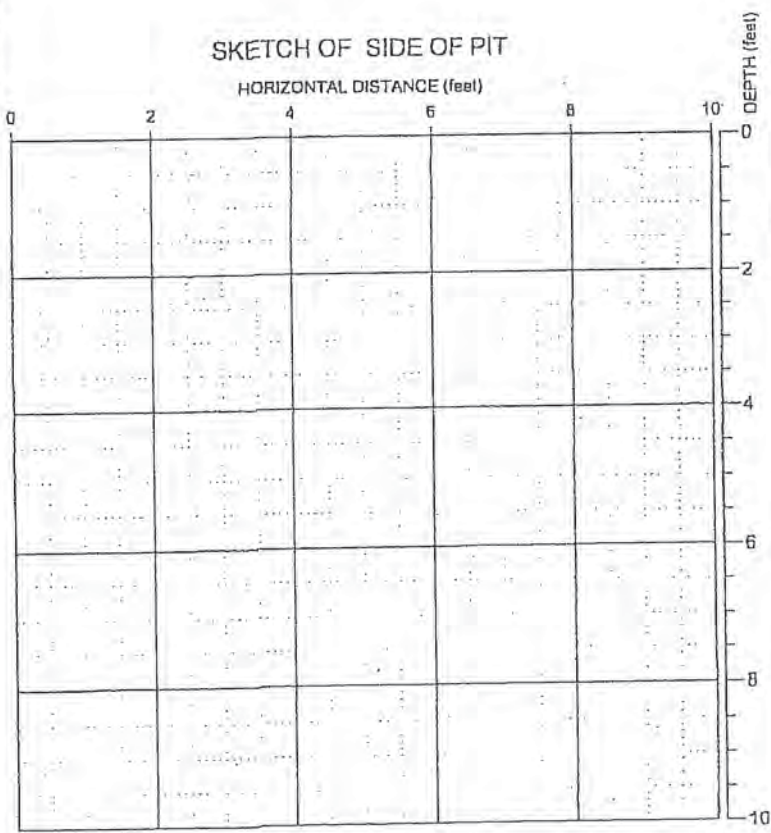 SKETCH OF SIDE OF PIT
HORIZONTAL DISTANCE (feet)
0 2 4 6 8 10
DEPTH (feet)
0
2
4
6
8
10